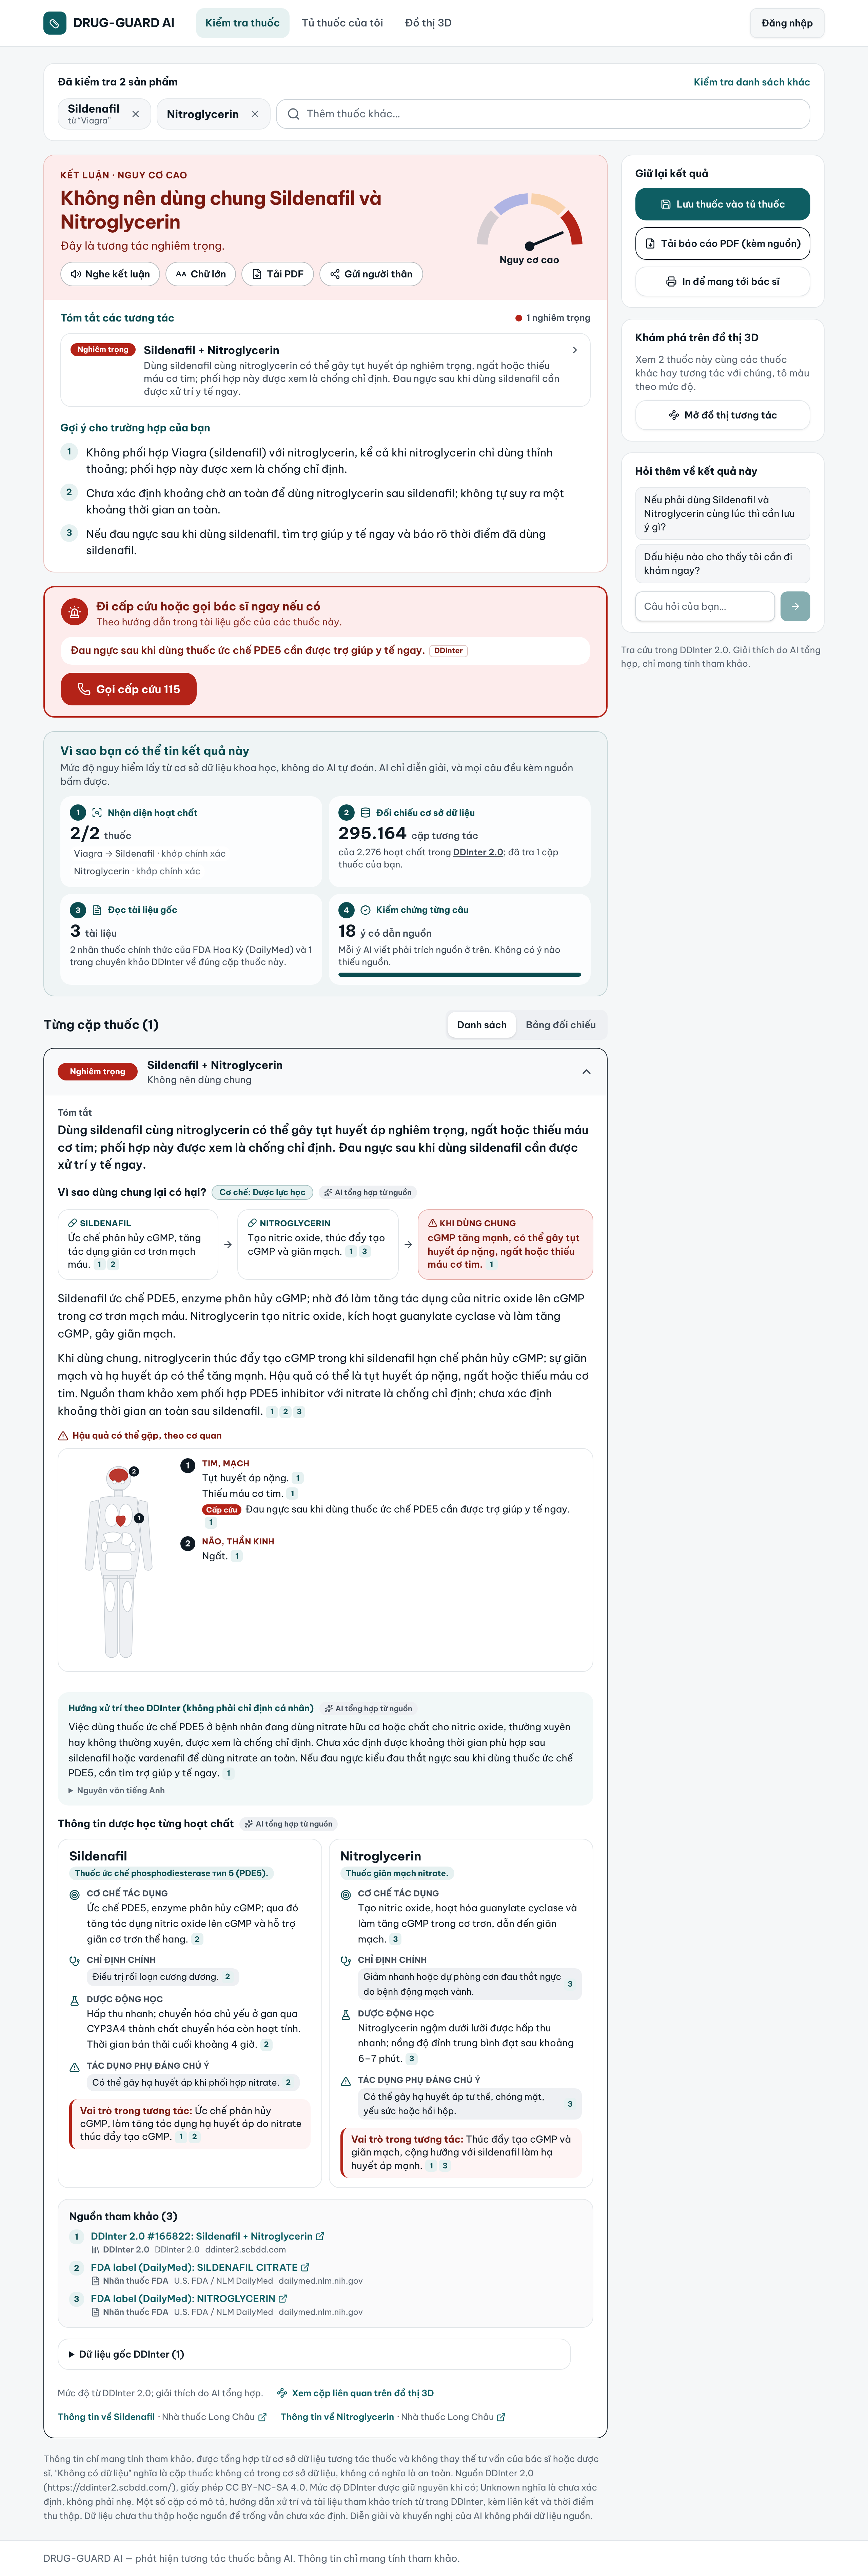 DRUG-GUARD AI
Kiểm tra thuốc
Tủ thuốc của tôi
Đồ thị 3D
Đăng nhập
Đã kiểm tra 2 sản phẩm
Kiểm tra danh sách khác
Sildenafil
từ "Viagra"
Nitroglycerin
Thêm thuốc khác...
KẾT LUẬN · NGUY CƠ CAO
Không nên dùng chung Sildenafil và
Nitroglycerin
Đây là tương tác nghiêm trọng.
Nguy cơ cao
Nghe kết luận
AA Chữ lớn
Tải PDF
Gửi người thân
Tóm tắt các tương tác
1 nghiêm trọng
Nghiêm trọng
Sildenafil + Nitroglycerin
Dùng sildenafil cùng nitroglycerin có thể gây tụt huyết áp nghiêm trọng, ngất hoặc thiếu
máu cơ tim; phối hợp này được xem là chống chỉ định. Đau ngực sau khi dùng sildenafil cần
được xử trí y tế ngay.
Gợi ý cho trường hợp của bạn
1 Không phối hợp Viagra (sildenafil) với nitroglycerin, kể cả khi nitroglycerin chỉ dùng thỉnh
thoảng; phối hợp này được xem là chống chỉ định.
2 Chưa xác định khoảng chờ an toàn để dùng nitroglycerin sau sildenafil; không tự suy ra một
khoảng thời gian an toàn.
3 Nếu đau ngực sau khi dùng sildenafil, tìm trợ giúp y tế ngay và báo rõ thời điểm đã dùng
sildenafil.
Đi cấp cứu hoặc gọi bác sĩ ngay nếu có
Theo hướng dẫn trong tài liệu gốc của các thuốc này.
Đau ngực sau khi dùng thuốc ức chế PDE5 cần được trợ giúp y tế ngay. DDInter
Gọi cấp cứu 115
Vì sao bạn có thể tin kết quả này
Mức độ nguy hiểm lấy từ cơ sở dữ liệu khoa học, không do AI tự đoán. AI chỉ diễn giải, và mọi câu đều kèm nguồn
bấm được.
1 Nhận diện hoạt chất
2/2 thuốc
Viagra → Sildenafil · khớp chính xác
Nitroglycerin · khớp chính xác
2 Đối chiếu cơ sở dữ liệu
295.164 cặp tương tác
của 2.276 hoạt chất trong DDInter 2.0; đã tra 1 cặp
thuốc của bạn.
3 Đọc tài liệu gốc
3 tài liệu
2 nhãn thuốc chính thức của FDA Hoa Kỳ (DailyMed) và 1
trang chuyên khảo DDInter về đúng cặp thuốc này.
4 Kiểm chứng từng câu
18 ý có dẫn nguồn
Mỗi ý AI viết phải trích nguồn ở trên. Không có ý nào
thiếu nguồn.
Từng cặp thuốc (1)
Danh sách
Bảng đối chiếu
Nghiêm trọng
Sildenafil + Nitroglycerin
Không nên dùng chung
Tóm tắt
Dùng sildenafil cùng nitroglycerin có thể gây tụt huyết áp nghiêm trọng, ngất hoặc thiếu máu
cơ tim; phối hợp này được xem là chống chỉ định. Đau ngực sau khi dùng sildenafil cần được
xử trí y tế ngay.
Vì sao dùng chung lại có hại?
Cơ chế: Dược lực học
AI tổng hợp từ nguồn
SILDENAFIL
Ức chế phân hủy cGMP, tăng
tác dụng giãn cơ trơn mạch
máu. 1 2
NITROGLYCERIN
Tạo nitric oxide, thúc đẩy tạo
cGMP và giãn mạch. 1 3
KHI DÙNG CHUNG
cGMP tăng mạnh, có thể gây tụt
huyết áp nặng, ngất hoặc thiếu
máu cơ tim. 1
Sildenafil ức chế PDE5, enzyme phân hủy cGMP; nhờ đó làm tăng tác dụng của nitric oxide lên cGMP
trong cơ trơn mạch máu. Nitroglycerin tạo nitric oxide, kích hoạt guanylate cyclase và làm tăng
cGMP, gây giãn mạch.
Khi dùng chung, nitroglycerin thúc đẩy tạo cGMP trong khi sildenafil hạn chế phân hủy cGMP; sự giãn
mạch và hạ huyết áp có thể tăng mạnh. Hậu quả có thể là tụt huyết áp nặng, ngất hoặc thiếu máu cơ
tim. Nguồn tham khảo xem phối hợp PDE5 inhibitor với nitrate là chống chỉ định; chưa xác định
khoảng thời gian an toàn sau sildenafil. 1 2 3
Hậu quả có thể gặp, theo cơ quan
2
1
1 TIM, MẠCH
Tụt huyết áp nặng. 1
Thiếu máu cơ tim. 1
Cấp cứu Đau ngực sau khi dùng thuốc ức chế PDE5 cần được trợ giúp y tế ngay.
1
2 NÃO, THẦN KINH
Ngất. 1
Hướng xử trí theo DDInter (không phải chỉ định cá nhân) AI tổng hợp từ nguồn
Việc dùng thuốc ức chế PDE5 ở bệnh nhân đang dùng nitrate hữu cơ hoặc chất cho nitric oxide, thường xuyên
hay không thường xuyên, được xem là chống chỉ định. Chưa xác định được khoảng thời gian phù hợp sau
sildenafil hoặc vardenafil để dùng nitrate an toàn. Nếu đau ngực kiểu đau thắt ngực sau khi dùng thuốc ức chế
PDE5, cần tìm trợ giúp y tế ngay. 1
Nguyên văn tiếng Anh
Thông tin dược học từng hoạt chất
AI tổng hợp từ nguồn
Sildenafil
Thuốc ức chế phosphodiesterase тип 5 (PDE5).
CƠ CHẾ TÁC DỤNG
Ức chế PDE5, enzyme phân hủy cGMP; qua đó
tăng tác dụng nitric oxide lên cGMP và hỗ trợ
giãn cơ trơn thể hang. 2
CHỈ ĐỊNH CHÍNH
Điều trị rối loạn cương dương. 2
DƯỢC ĐỘNG HỌC
Hấp thu nhanh; chuyển hóa chủ yếu ở gan qua
CYP3A4 thành chất chuyển hóa còn hoạt tính.
Thời gian bán thải cuối khoảng 4 giờ. 2
TÁC DỤNG PHỤ ĐÁNG CHÚ Ý
Có thể gây hạ huyết áp khi phối hợp nitrate. 2
Vai trò trong tương tác: Ức chế phân hủy
cGMP, làm tăng tác dụng hạ huyết áp do nitrate
thúc đẩy tạo cGMP. 1 2
Nitroglycerin
Thuốc giãn mạch nitrate.
CƠ CHẾ TÁC DỤNG
Tạo nitric oxide, hoạt hóa guanylate cyclase và
làm tăng cGMP trong cơ trơn, dẫn đến giãn
mạch. 3
CHỈ ĐỊNH CHÍNH
Giảm nhanh hoặc dự phòng cơn đau thắt ngực
do bệnh động mạch vành. 3
DƯỢC ĐỘNG HỌC
Nitroglycerin ngậm dưới lưỡi được hấp thu
nhanh; nồng độ đỉnh trung bình đạt sau khoảng
6–7 phút. 3
TÁC DỤNG PHỤ ĐÁNG CHÚ Ý
Có thể gây hạ huyết áp tư thế, chóng mặt,
yếu sức hoặc hồi hộp. 3
Vai trò trong tương tác: Thúc đẩy tạo cGMP và
giãn mạch, cộng hưởng với sildenafil làm hạ
huyết áp mạnh. 1 3
Nguồn tham khảo (3)
1 DDInter 2.0 #165822: Sildenafil + Nitroglycerin
DDInter 2.0 DDInter 2.0 ddinter2.scbdd.com
2 FDA label (DailyMed): SILDENAFIL CITRATE
Nhãn thuốc FDA U.S. FDA / NLM DailyMed dailymed.nlm.nih.gov
3 FDA label (DailyMed): NITROGLYCERIN
Nhãn thuốc FDA U.S. FDA / NLM DailyMed dailymed.nlm.nih.gov
Dữ liệu gốc DDInter (1)
Mức độ từ DDInter 2.0; giải thích do AI tổng hợp.
Xem cặp liên quan trên đồ thị 3D
Thông tin về Sildenafil · Nhà thuốc Long Châu
Thông tin về Nitroglycerin · Nhà thuốc Long Châu
Thông tin chỉ mang tính tham khảo, được tổng hợp từ cơ sở dữ liệu tương tác thuốc và không thay thế tư vấn của bác sĩ hoặc dược
sĩ. "Không có dữ liệu" nghĩa là cặp thuốc không có trong cơ sở dữ liệu, không có nghĩa là an toàn. Nguồn DDInter 2.0
(https://ddinter2.scbdd.com/), giấy phép CC BY-NC-SA 4.0. Mức độ DDInter được giữ nguyên khi có; Unknown nghĩa là chưa xác
định, không phải nhẹ. Một số cặp có mô tả, hướng dẫn xử trí và tài liệu tham khảo trích từ trang DDInter, kèm liên kết và thời điểm
thu thập. Dữ liệu chưa thu thập hoặc nguồn để trống vẫn chưa xác định. Diễn giải và khuyến nghị của AI không phải dữ liệu nguồn.
Giữ lại kết quả
Lưu thuốc vào tủ thuốc
Tải báo cáo PDF (kèm nguồn)
In để mang tới bác sĩ
Khám phá trên đồ thị 3D
Xem 2 thuốc này cùng các thuốc
khác hay tương tác với chúng, tô màu
theo mức độ.
Mở đồ thị tương tác
Hỏi thêm về kết quả này
Nếu phải dùng Sildenafil và
Nitroglycerin cùng lúc thì cần lưu
ý gì?
Dấu hiệu nào cho thấy tôi cần đi
khám ngay?
Câu hỏi của bạn...
Tra cứu trong DDInter 2.0. Giải thích do AI tổng
hợp, chỉ mang tính tham khảo.
DRUG-GUARD AI — phát hiện tương tác thuốc bằng AI. Thông tin chỉ mang tính tham khảo.